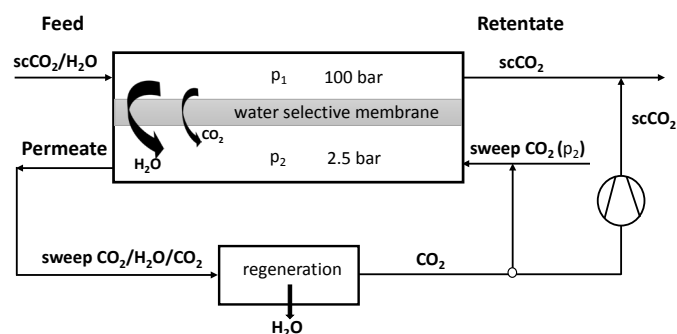 Feed
Retentate
scCO2/H2O
p1 100 bar
scCO2
water selective membrane
CO2
scCO2
Permeate
H2O
p2 2.5 bar
sweep CO2 (p2)
sweep CO2/H2O/CO2
regeneration
CO2
H2O